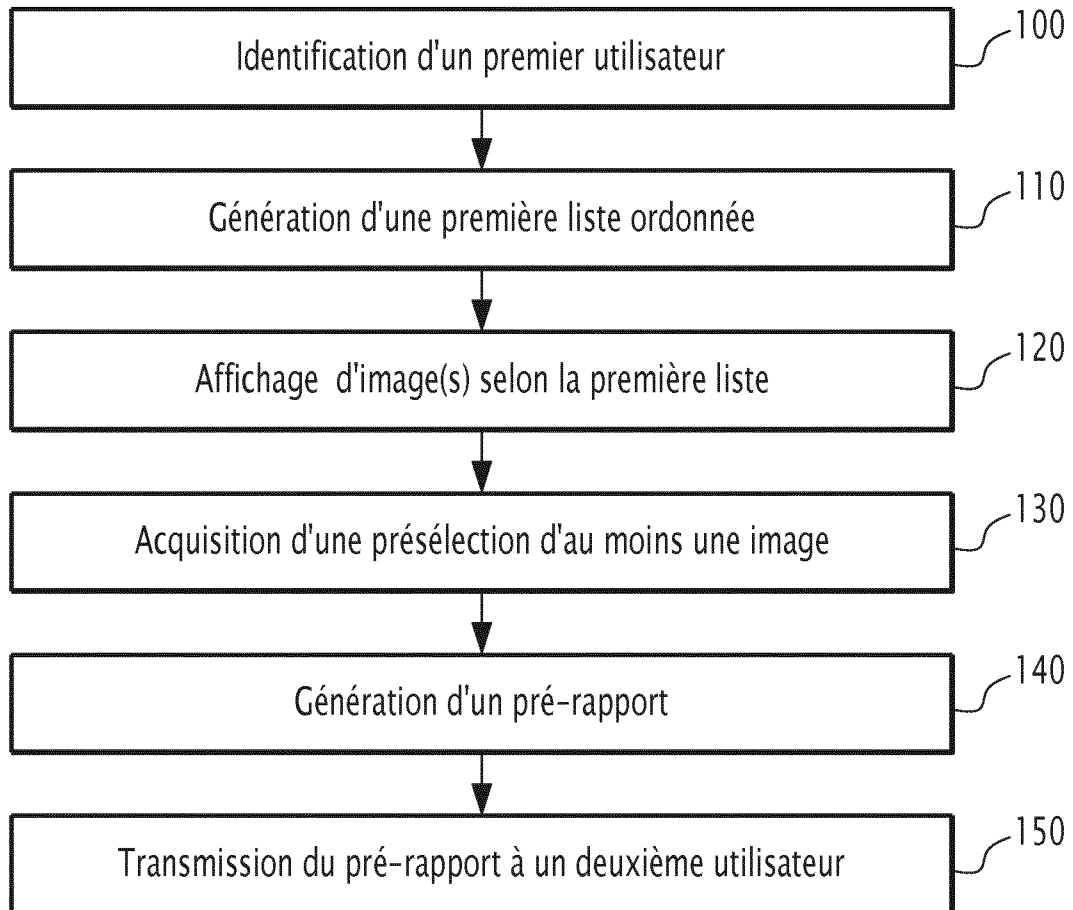 Identification d'un premier utilisateur
100
Génération d'une première liste ordonnée
110
Affichage d'image(s) selon la première liste
120
Acquisition d'une présélection d'au moins une image
130
Génération d'un pré-rapport
140
Transmission du pré-rapport à un deuxième utilisateur
150